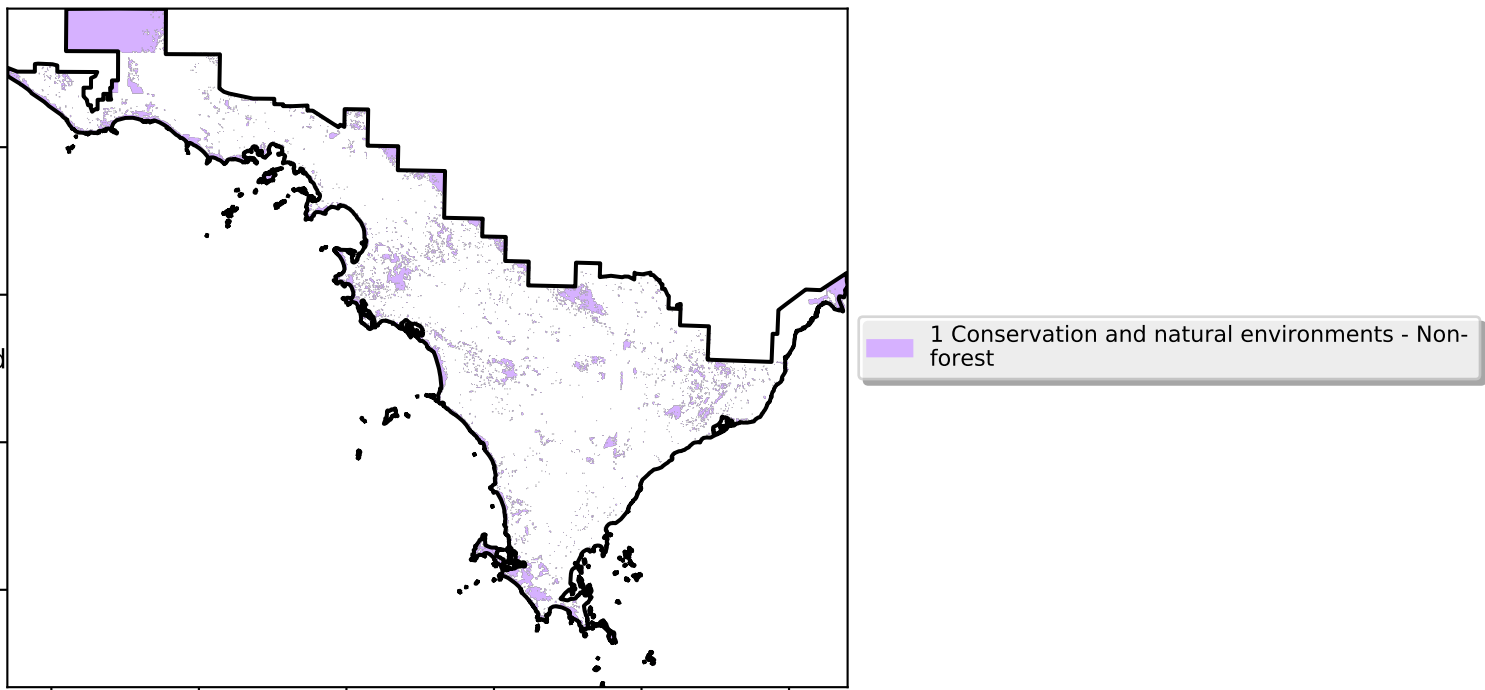 1 Conservation and natural environments - Non-
forest